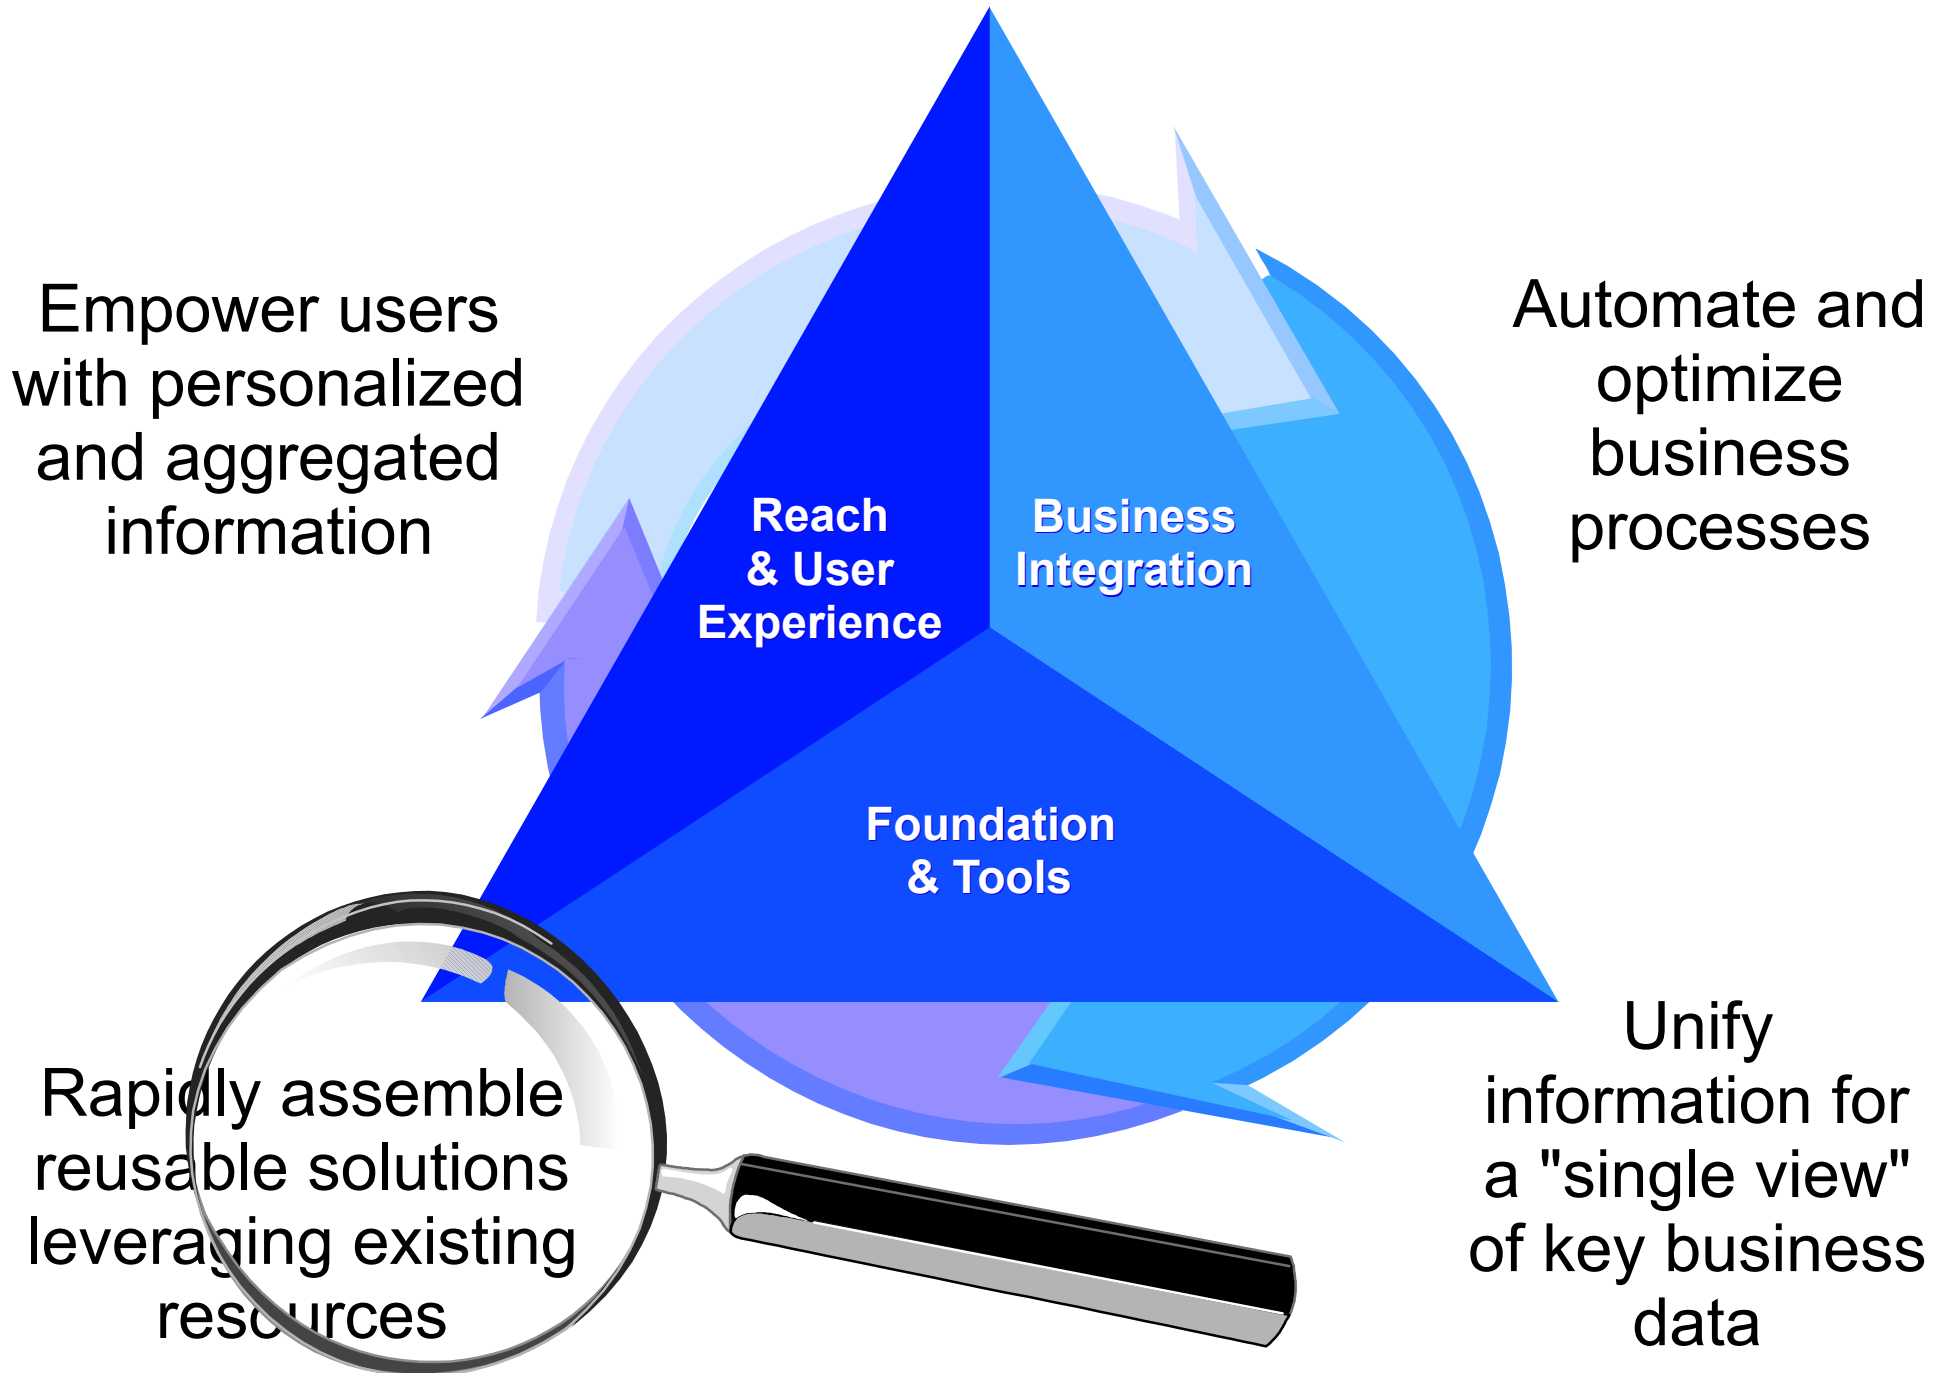 Empower users
with personalized
and aggregated
information
Reach
& User
Experience
Business
Integration
Automate and
optimize
business
processes
Foundation
& Tools
Rapidly assemble
reusable solutions
leveraging existing
resources
Unify
information for
a "single view"
of key business
data